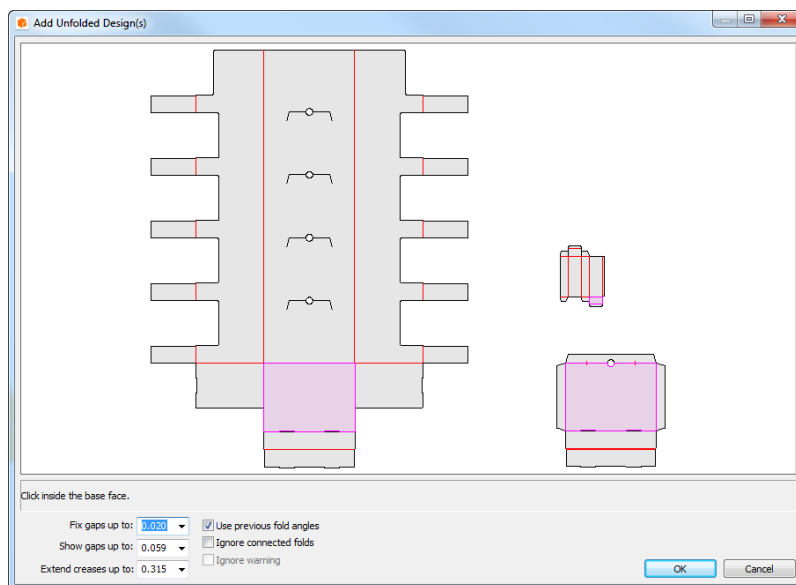 Add Unfolded Design(s)
Click inside the base face.
Fix gaps up to: 0.020 Use previous fold angles
Show gaps up to: 0.059 Ignore connected folds
Extend creases up to: 0.315 Ignore warning
OK Cancel